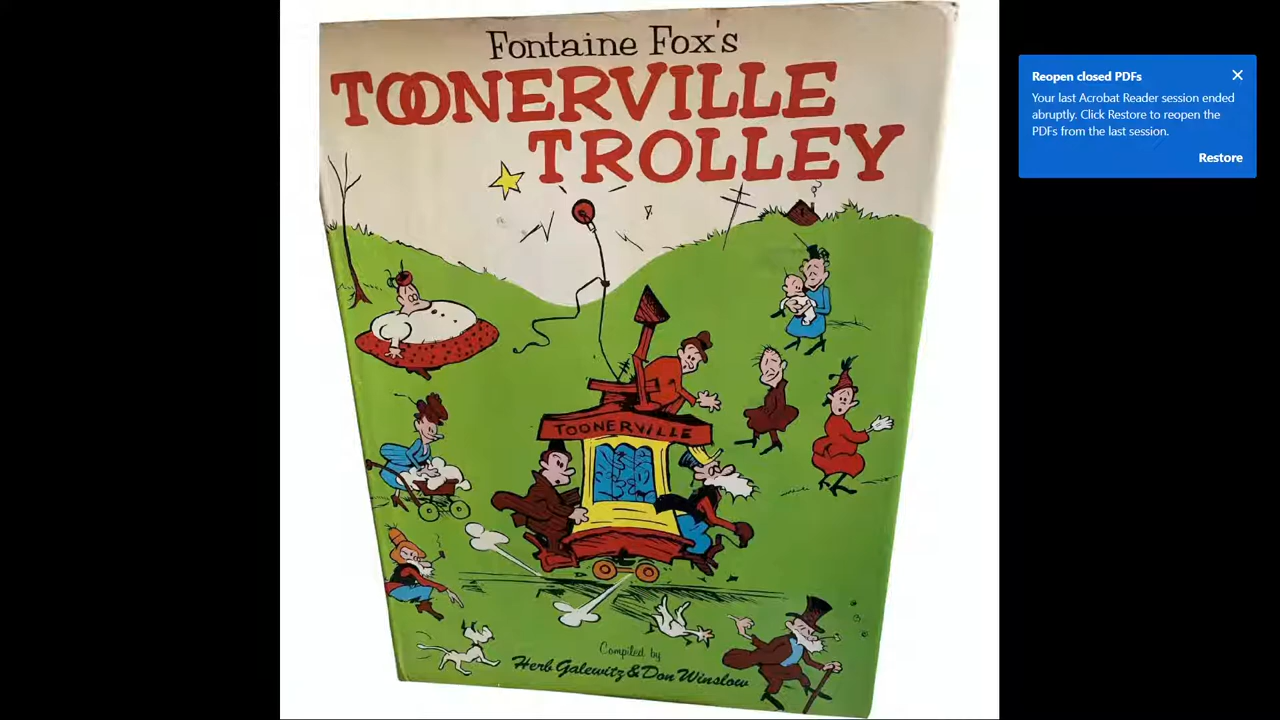 Fontaine Fox's
TOONERVILLE
TROLLEY
TOONERVILLE
Compiled by
Herb Galewitz & Don Winslow
Reopen closed PDFs
Your last Acrobat Reader session ended
abruptly. Click Restore to reopen the
PDFs from the last session.
Restore